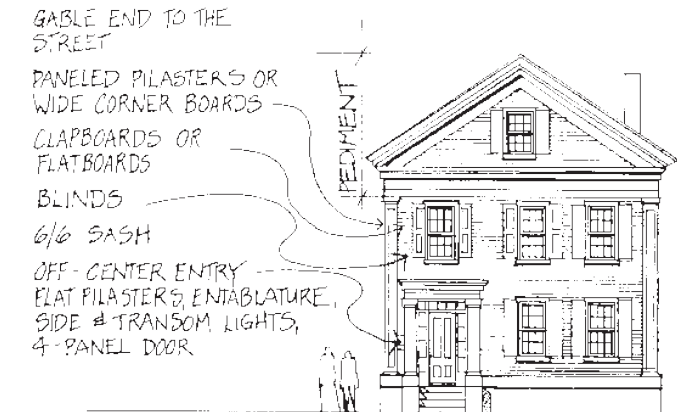 GABLE END TO THE
STREET
PANELED PILASTERS OR
WIDE CORNER BOARDS
CLAPBOARDS OR
FLATBOARDS
BLINDS
6/6 SASH
OFF-CENTER ENTRY
FLAT PILASTERS, ENTABLATURE,
SIDE & TRANSOM LIGHTS,
4-PANEL DOOR
PEDIMENT